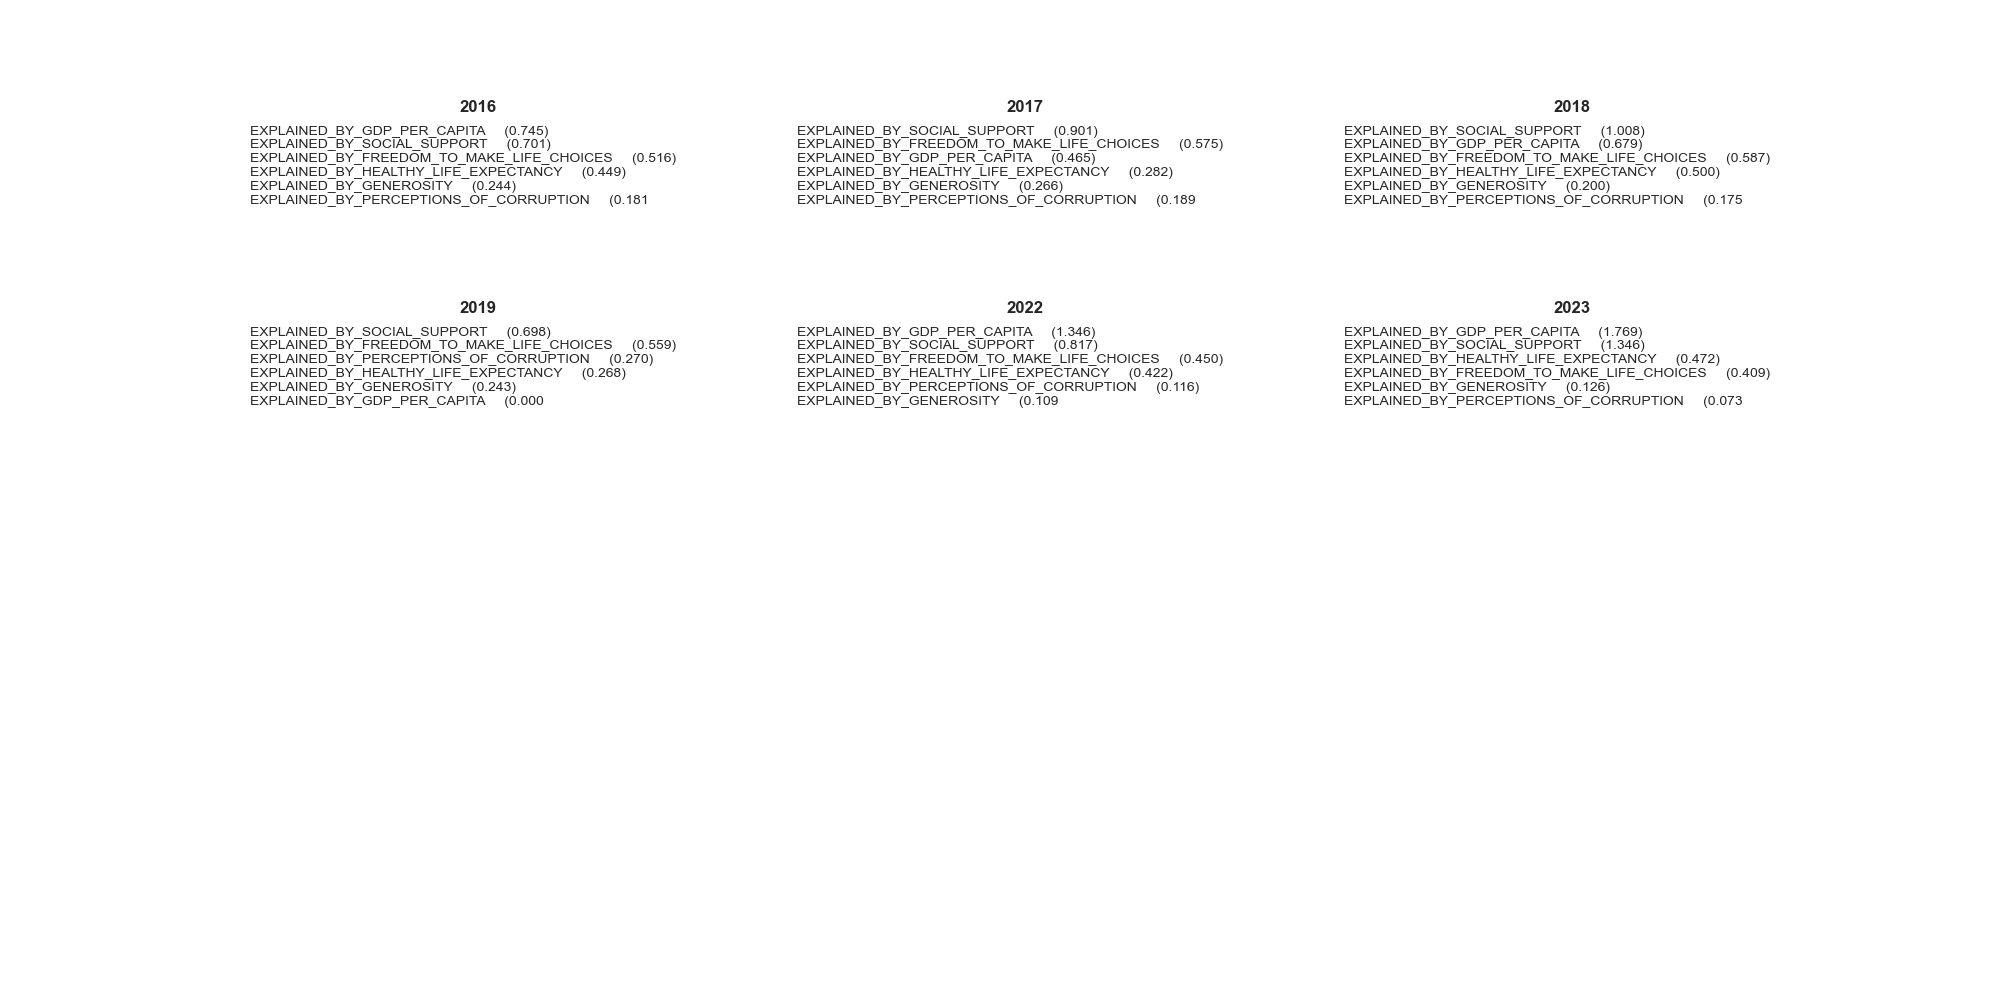 2016
EXPLAINED_BY_GDP_PER_CAPITA (0.745)
EXPLAINED_BY_SOCIAL_SUPPORT (0.701)
EXPLAINED_BY_FREEDOM_TO_MAKE_LIFE_CHOICES (0.516)
EXPLAINED_BY_HEALTHY_LIFE_EXPECTANCY (0.449)
EXPLAINED_BY_GENEROSITY (0.244)
EXPLAINED_BY_PERCEPTIONS_OF_CORRUPTION (0.181
2017
EXPLAINED_BY_SOCIAL_SUPPORT (0.901)
EXPLAINED_BY_FREEDOM_TO_MAKE_LIFE_CHOICES (0.575)
EXPLAINED_BY_GDP_PER_CAPITA (0.465)
EXPLAINED_BY_HEALTHY_LIFE_EXPECTANCY (0.282)
EXPLAINED_BY_GENEROSITY (0.266)
EXPLAINED_BY_PERCEPTIONS_OF_CORRUPTION (0.189
2018
EXPLAINED_BY_SOCIAL_SUPPORT (1.008)
EXPLAINED_BY_GDP_PER_CAPITA (0.679)
EXPLAINED_BY_FREEDOM_TO_MAKE_LIFE_CHOICES (0.587)
EXPLAINED_BY_HEALTHY_LIFE_EXPECTANCY (0.500)
EXPLAINED_BY_GENEROSITY (0.200)
EXPLAINED_BY_PERCEPTIONS_OF_CORRUPTION (0.175
2019
EXPLAINED_BY_SOCIAL_SUPPORT (0.698)
EXPLAINED_BY_FREEDOM_TO_MAKE_LIFE_CHOICES (0.559)
EXPLAINED_BY_PERCEPTIONS_OF_CORRUPTION (0.270)
EXPLAINED_BY_HEALTHY_LIFE_EXPECTANCY (0.268)
EXPLAINED_BY_GENEROSITY (0.243)
EXPLAINED_BY_GDP_PER_CAPITA (0.000
2022
EXPLAINED_BY_GDP_PER_CAPITA (1.346)
EXPLAINED_BY_SOCIAL_SUPPORT (0.817)
EXPLAINED_BY_FREEDOM_TO_MAKE_LIFE_CHOICES (0.450)
EXPLAINED_BY_HEALTHY_LIFE_EXPECTANCY (0.422)
EXPLAINED_BY_PERCEPTIONS_OF_CORRUPTION (0.116)
EXPLAINED_BY_GENEROSITY (0.109
2023
EXPLAINED_BY_GDP_PER_CAPITA (1.769)
EXPLAINED_BY_SOCIAL_SUPPORT (1.346)
EXPLAINED_BY_HEALTHY_LIFE_EXPECTANCY (0.472)
EXPLAINED_BY_FREEDOM_TO_MAKE_LIFE_CHOICES (0.409)
EXPLAINED_BY_GENEROSITY (0.126)
EXPLAINED_BY_PERCEPTIONS_OF_CORRUPTION (0.073